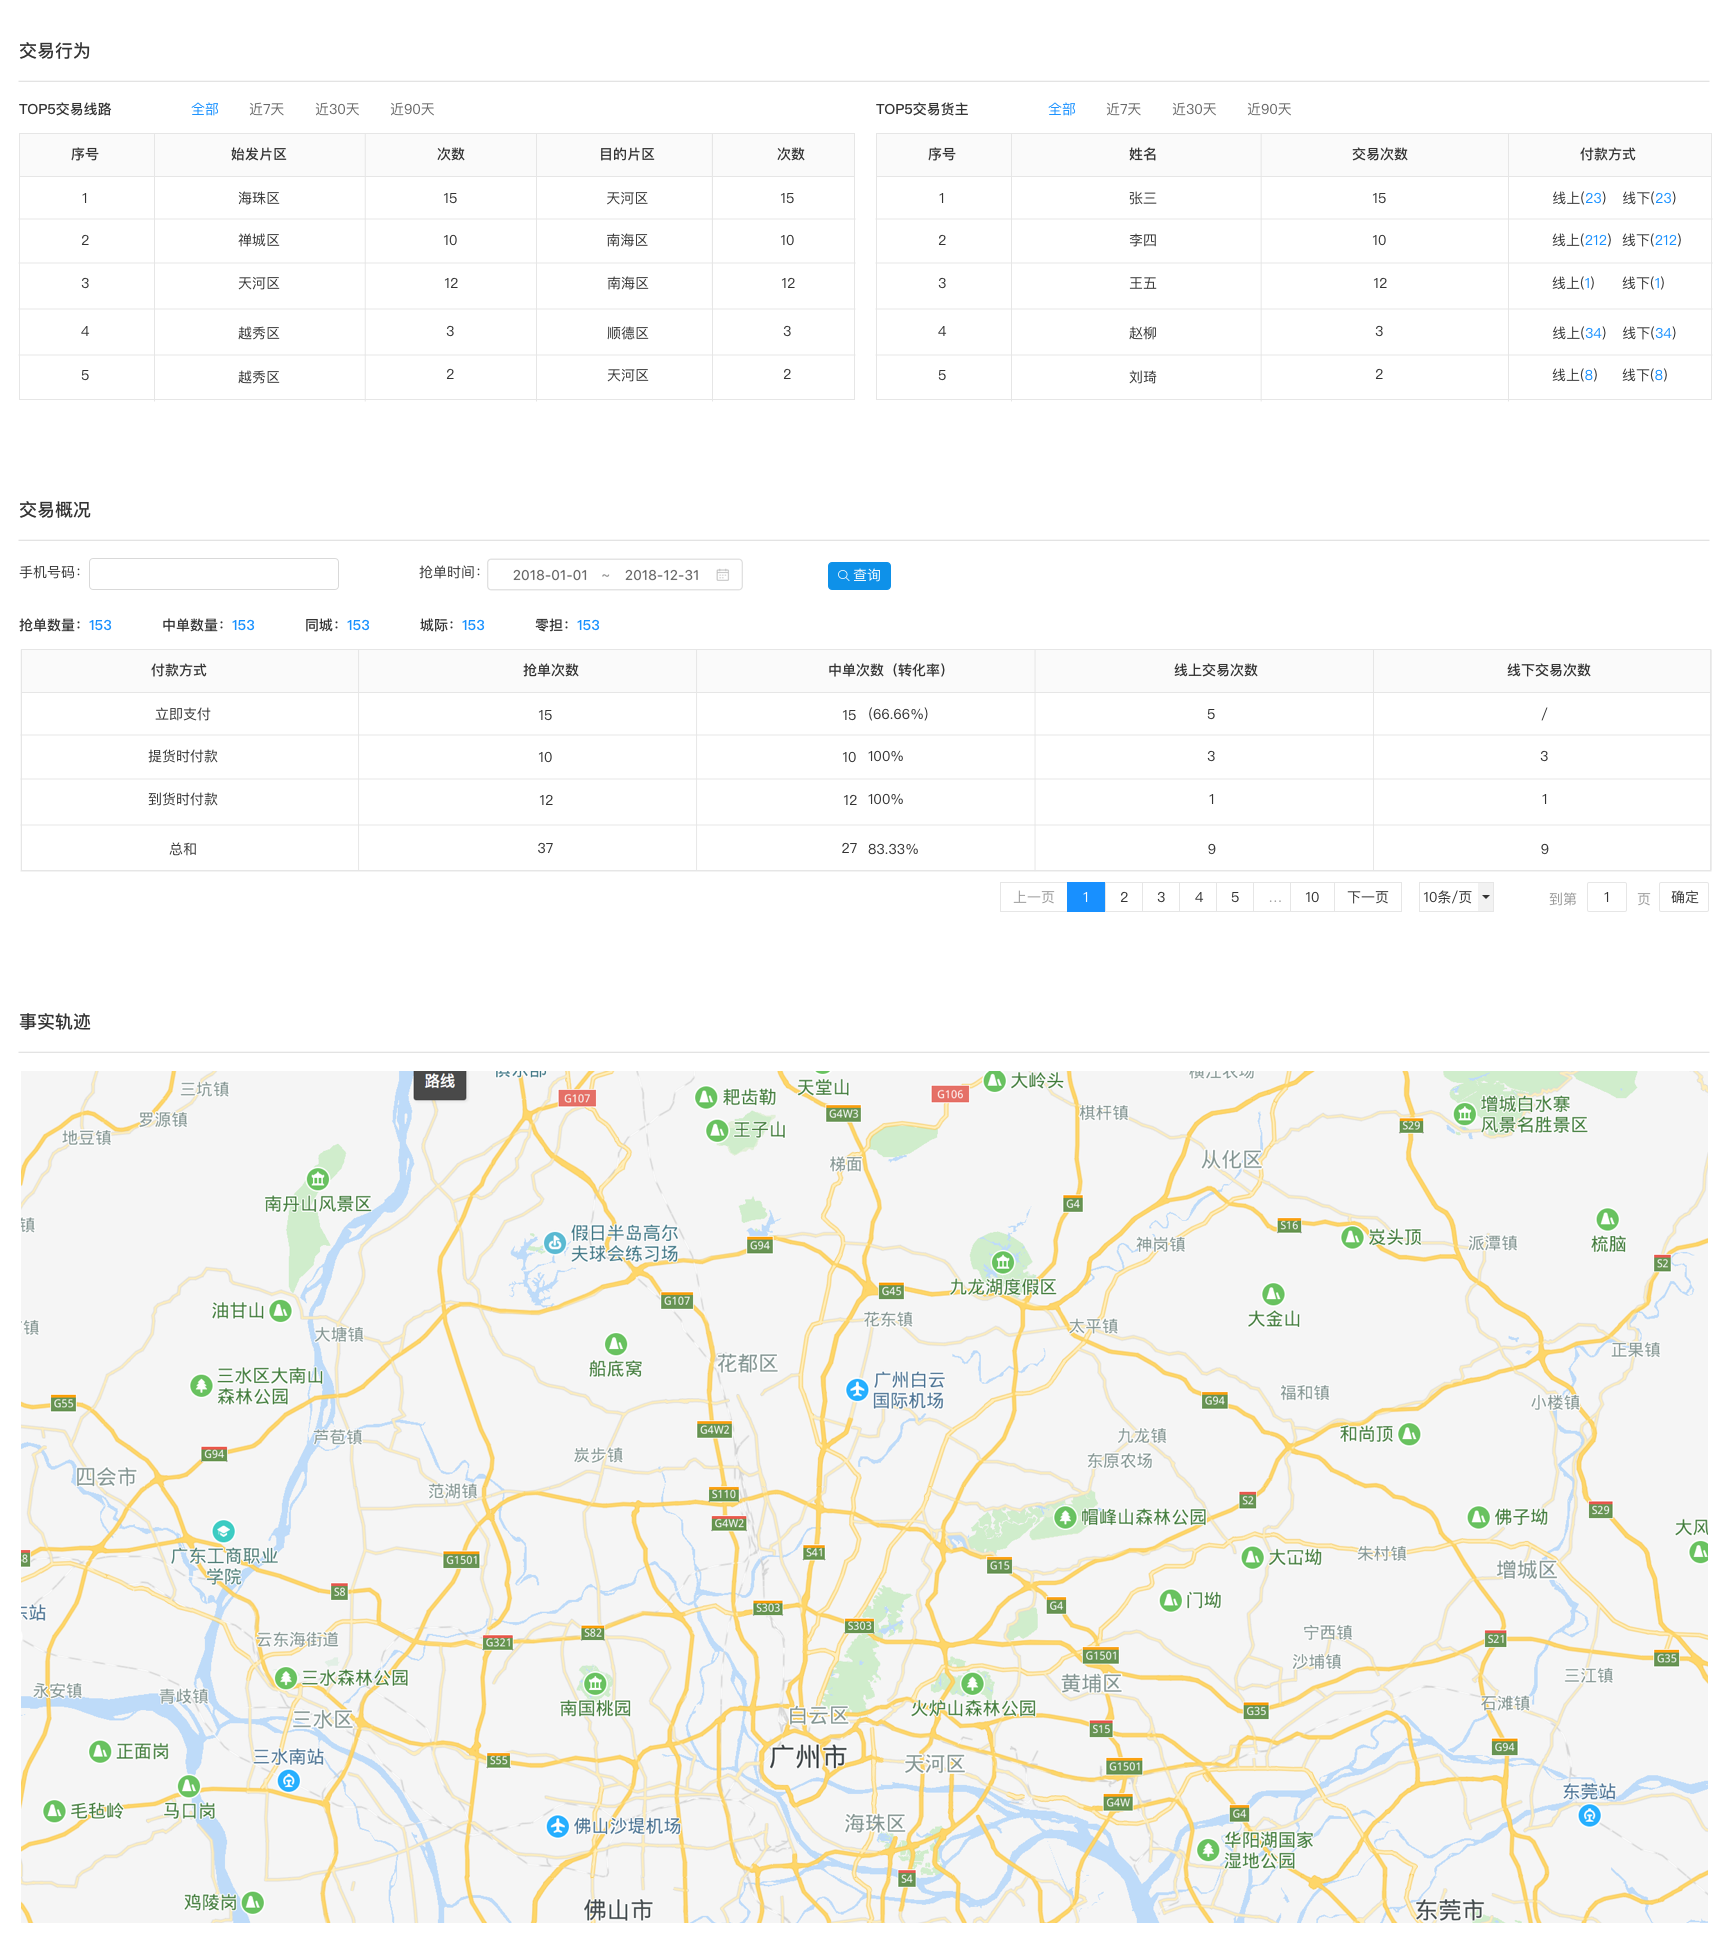 交易行为
TOP5交易线路 全部 近7天 近30天 近90天
序号 始发片区 次数 目的片区 次数
1 海珠区 15 天河区 15
2 禅城区 10 南海区 10
3 天河区 12 南海区 12
4 越秀区 3 顺德区 3
5 越秀区 2 天河区 2
TOP5交易货主 全部 近7天 近30天 近90天
序号 姓名 交易次数 付款方式
1 张三 15 线上(23) 线下(23)
2 李四 10 线上(212) 线下(212)
3 王五 12 线上(1) 线下(1)
4 赵柳 3 线上(34) 线下(34)
5 刘琦 2 线上(8) 线下(8)
交易概况
手机号码： 抢单时间： 2018-01-01 ~ 2018-12-31 查询
抢单数量：153 中单数量：153 同城：153 城际：153 零担：153
付款方式 抢单次数 中单次数（转化率） 线上交易次数 线下交易次数
立即支付 15 15 (66.66%) 5 /
提货时付款 10 10 100% 3 3
到货时付款 12 12 100% 1 1
总和 37 27 83.33% 9 9
上一页 1 2 3 4 5 ... 10 下一页 10条/页 到第 1 页 确定
事实轨迹
路线
三坑镇
G107
耙齿勒
天堂山
G106
大岭头
罗源镇
地豆镇
王子山
G4W3
棋杆镇
S29
增城白水寨
风景名胜景区
梯面
从化区
南丹山风景区
G4
镇
假日半岛高尔
夫球会练习场
G94
神岗镇
S16
岌头顶
派潭镇
梳脑
S2
九龙湖度假区
油甘山
G107
G45
花东镇
大金山
镇
大塘镇
太平镇
船底窝
花都区
正果镇
三水区大南山
森林公园
广州白云
国际机场
G55
G94
福和镇
小楼镇
芦苞镇
G4W2
九龙镇
和尚顶
G94
炭步镇
东原农场
四会市
范湖镇
S110
S2
G4W2
帽峰山森林公园
佛子坳
S29
大风
广东工商职业
学院
8
G1501
S41
G15
大冚坳
朱村镇
增城区
S8
S303
G4
门坳
站
S303
云东海街道
G321
S82
宁西镇
S21
G1501
沙埔镇
G35
三水森林公园
南国桃园
火炉山森林公园
黄埔区
三江镇
永安镇
青岐镇
石滩镇
三水区
白云区
G35
S15
正面岗
三水南站
S55
广州市
天河区
G1501
G94
东莞站
毛毡岭
马口岗
G4W
G4
佛山沙堤机场
海珠区
华阳湖国家
湿地公园
S4
鸡陵岗
佛山市
东莞市